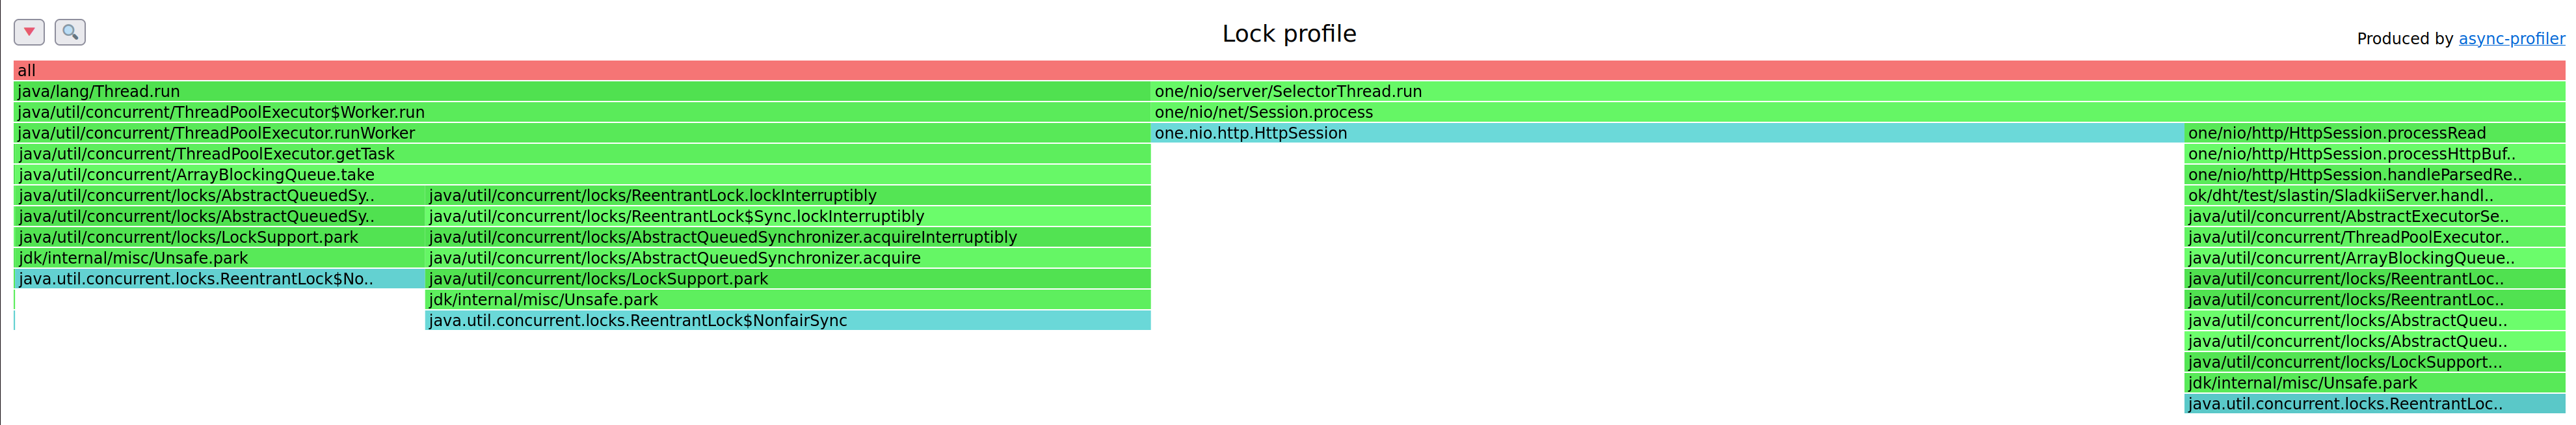 Lock profile
Produced by async-profiler
all
java/lang/Thread.run one/nio/server/SelectorThread.run
java/util/concurrent/ThreadPoolExecutor$Worker.run one/nio/net/Session.process
java/util/concurrent/ThreadPoolExecutor.runWorker one.nio.http.HttpSession one/nio/http/HttpSession.processRead
java/util/concurrent/ThreadPoolExecutor.getTask one/nio/http/HttpSession.processHttpBuf..
java/util/concurrent/ArrayBlockingQueue.take one/nio/http/HttpSession.handleParsedRe..
java/util/concurrent/locks/AbstractQueuedSy.. java/util/concurrent/locks/ReentrantLock.lockInterruptibly ok/dht/test/slastin/SladkiiServer.handl..
java/util/concurrent/locks/AbstractQueuedSy.. java/util/concurrent/locks/ReentrantLock$Sync.lockInterruptibly java/util/concurrent/AbstractExecutorSe..
java/util/concurrent/locks/LockSupport.park java/util/concurrent/locks/AbstractQueuedSynchronizer.acquireInterruptibly java/util/concurrent/ThreadPoolExecutor..
jdk/internal/misc/Unsafe.park java/util/concurrent/locks/AbstractQueuedSynchronizer.acquire java/util/concurrent/ArrayBlockingQueue..
java.util.concurrent.locks.ReentrantLock$No.. java/util/concurrent/locks/LockSupport.park java/util/concurrent/locks/ReentrantLoc..
jdk/internal/misc/Unsafe.park java/util/concurrent/locks/ReentrantLoc..
java.util.concurrent.locks.ReentrantLock$NonfairSync java/util/concurrent/locks/AbstractQueu..
java/util/concurrent/locks/AbstractQueu..
java/util/concurrent/locks/LockSupport...
jdk/internal/misc/Unsafe.park
java.util.concurrent.locks.ReentrantLoc..